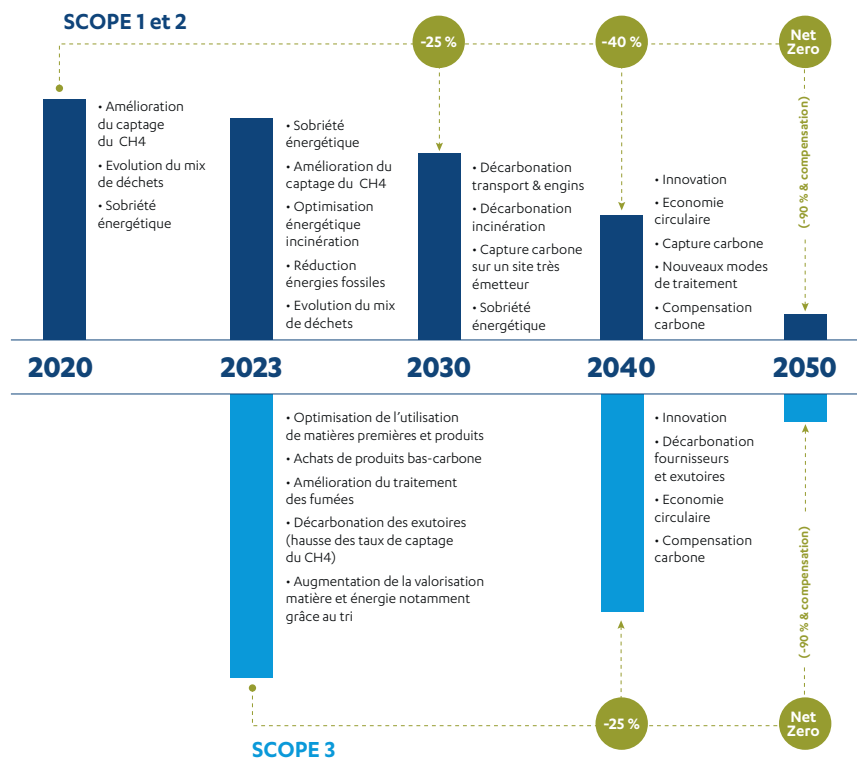 SCOPE 1 et 2
-25 %
-40 %
Net
Zero
• Amélioration
du captage
du CH4
• Evolution du mix
de déchets
• Sobriété
énergétique
• Sobriété
énergétique
• Amélioration du
captage du CH4
• Optimisation
énergétique
incinération
• Réduction
énergies fossiles
• Evolution du mix
de déchets
• Décarbonation
transport & engins
• Décarbonation
incinération
• Capture carbone
sur un site très
émetteur
• Sobriété
énergétique
• Innovation
• Economie
circulaire
• Capture carbone
• Nouveaux modes
de traitement
• Compensation
carbone
(-90 % & compensation)
2020
2023
2030
2040
2050
• Optimisation de l'utilisation
de matières premières et produits
• Achats de produits bas-carbone
• Amélioration du traitement
des fumées
• Décarbonation des exutoires
(hausse des taux de captage
du CH4)
• Augmentation de la valorisation
matière et énergie notamment
grâce au tri
• Innovation
• Décarbonation
fournisseurs
et exutoires
• Economie
circulaire
• Compensation
carbone
(-90 % & compensation)
-25 %
Net
Zero
SCOPE 3